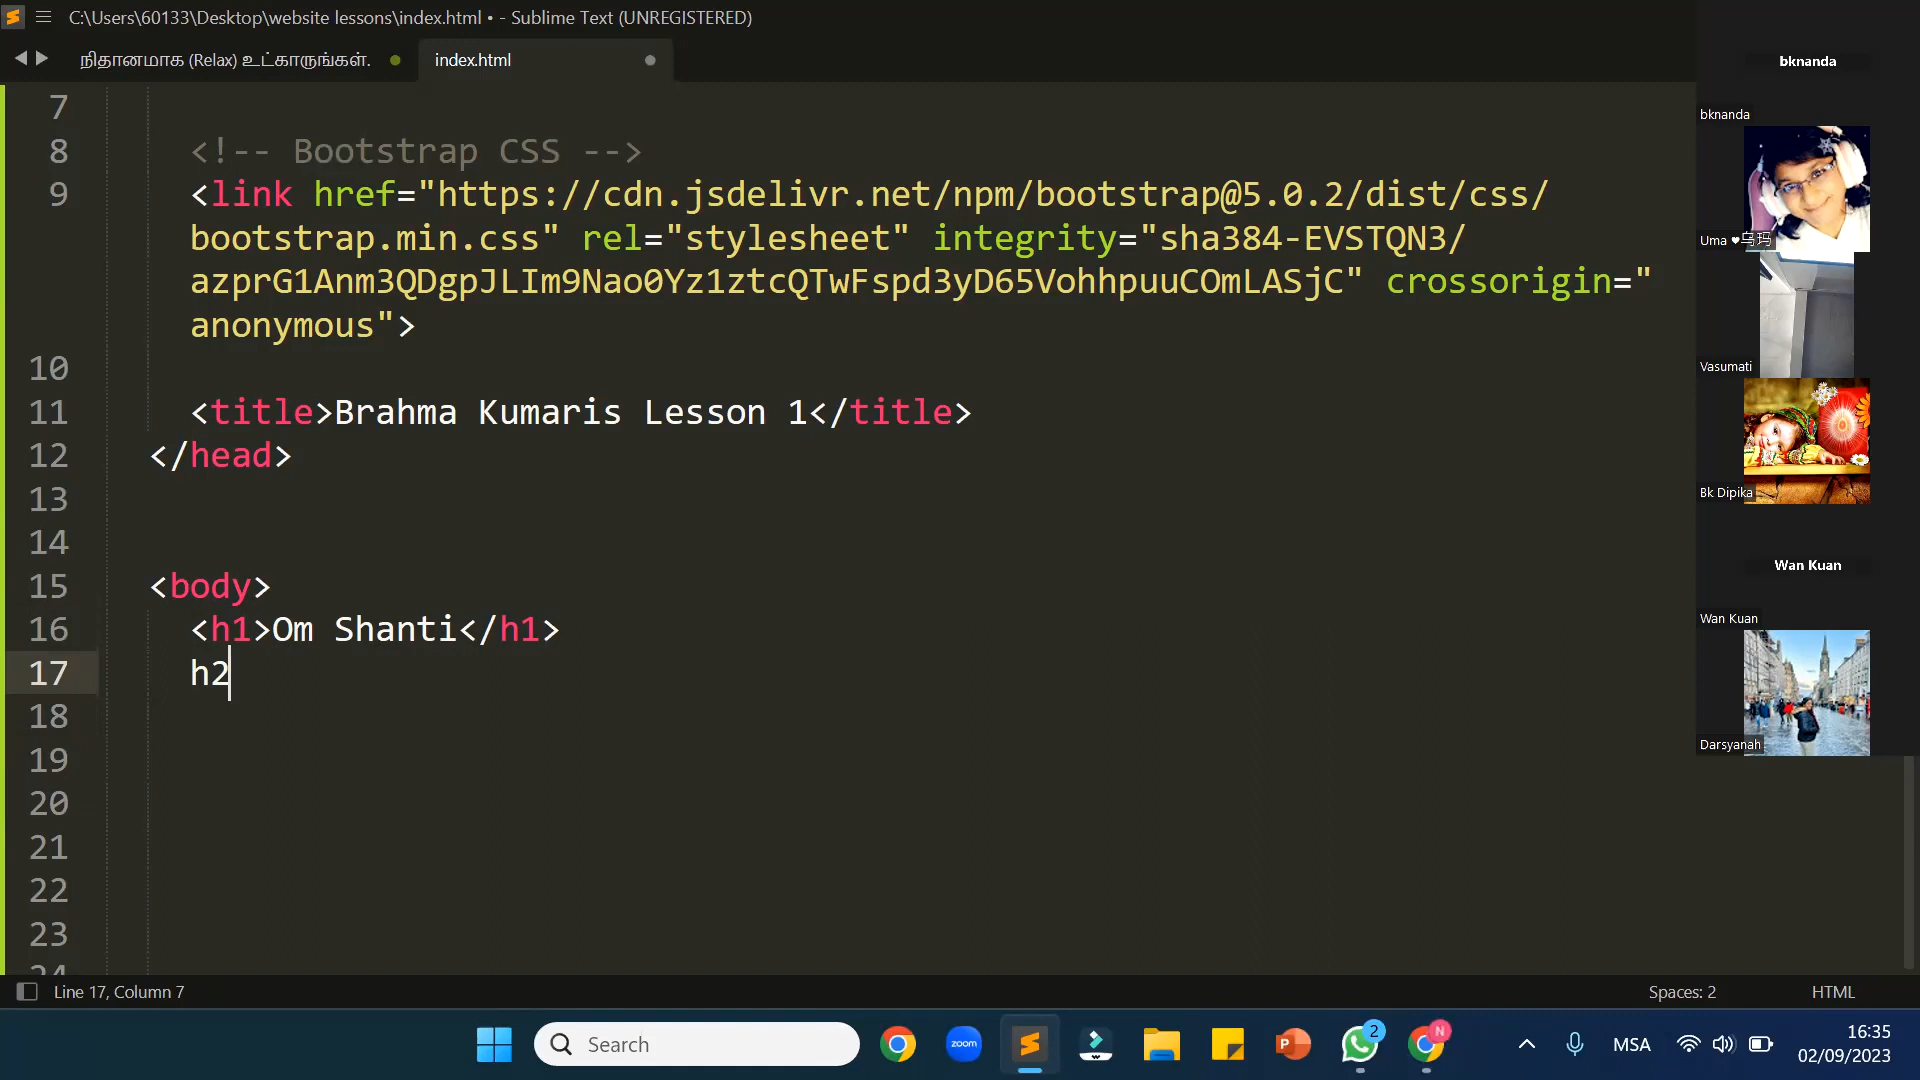 C:\Users\60133\Desktop\website lessons\index.html • - Sublime Text (UNREGISTERED)
நிதானமாக (Relax) உட்காருங்கள்.
index.html
7
8 <!-- Bootstrap CSS -->
9 <link href="https://cdn.jsdelivr.net/npm/bootstrap@5.0.2/dist/css/
bootstrap.min.css" rel="stylesheet" integrity="sha384-EVSTQN3/
azprG1Anm3QDgpJLIm9Nao0Yz1ztcQTwFspd3yD65VohhpuuCOmLASjC" crossorigin="
anonymous">
10
11 <title>Brahma Kumaris Lesson 1</title>
12 </head>
13
14
15 <body>
16 <h1>Om Shanti</h1>
17 h2
18
19
20
21
22
23
24
bknanda
bknanda
Uma ♥乌玛
Vasumati
Bk Dipika
Wan Kuan
Wan Kuan
Darsyanah
Line 17, Column 7
Spaces: 2
HTML
Search
zoom
P
2
N
MSA
16:35
02/09/2023